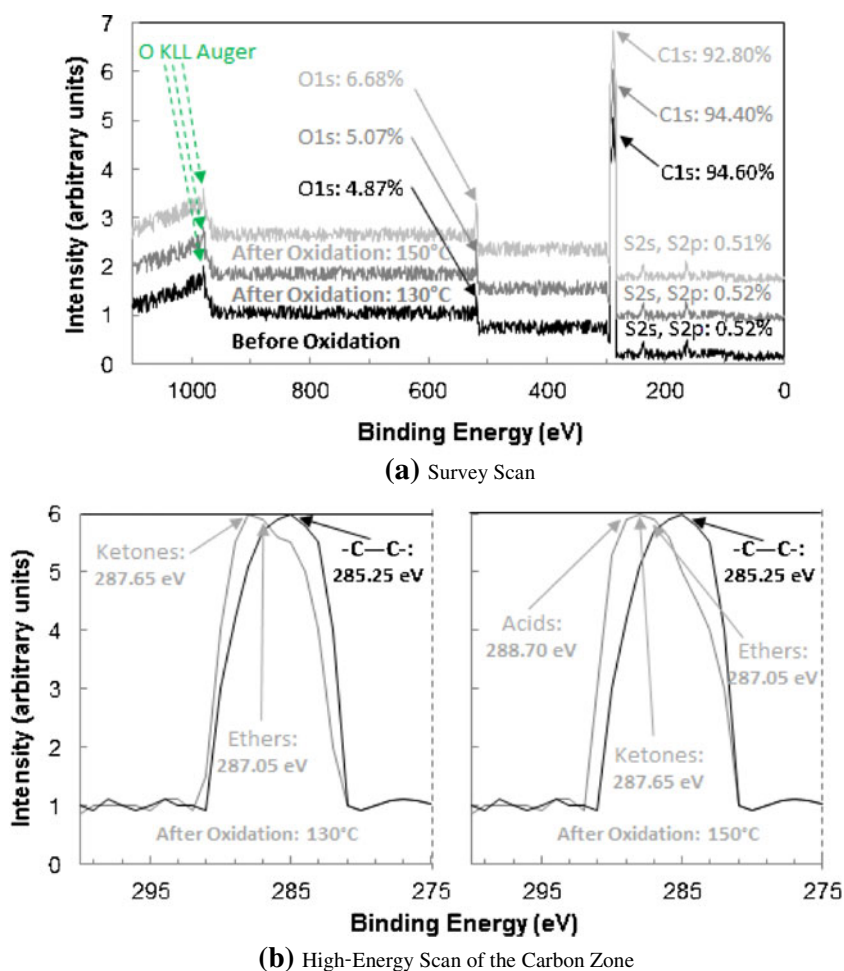 7
6
5
4
3
2
1
0
Intensity (arbitrary units)
O KLL Auger
O1s: 6.68%
O1s: 5.07%
O1s: 4.87%
C1s: 92.80%
C1s: 94.40%
C1s: 94.60%
After Oxidation: 150°C
After Oxidation: 130°C
Before Oxidation
S2s, S2p: 0.51%
S2s, S2p: 0.52%
S2s, S2p: 0.52%
1000 800 600 400 200 0
Binding Energy (eV)
(a) Survey Scan
6
5
4
3
2
1
0
Intensity (arbitrary units)
Ketones:
287.65 eV
-C—C-:
285.25 eV
Ethers:
287.05 eV
After Oxidation: 130°C
295 285 275
Binding Energy (eV)
-C—C-:
285.25 eV
Acids:
288.70 eV
Ethers:
287.05 eV
Ketones:
287.65 eV
After Oxidation: 150°C
295 285 275
Binding Energy (eV)
(b) High-Energy Scan of the Carbon Zone